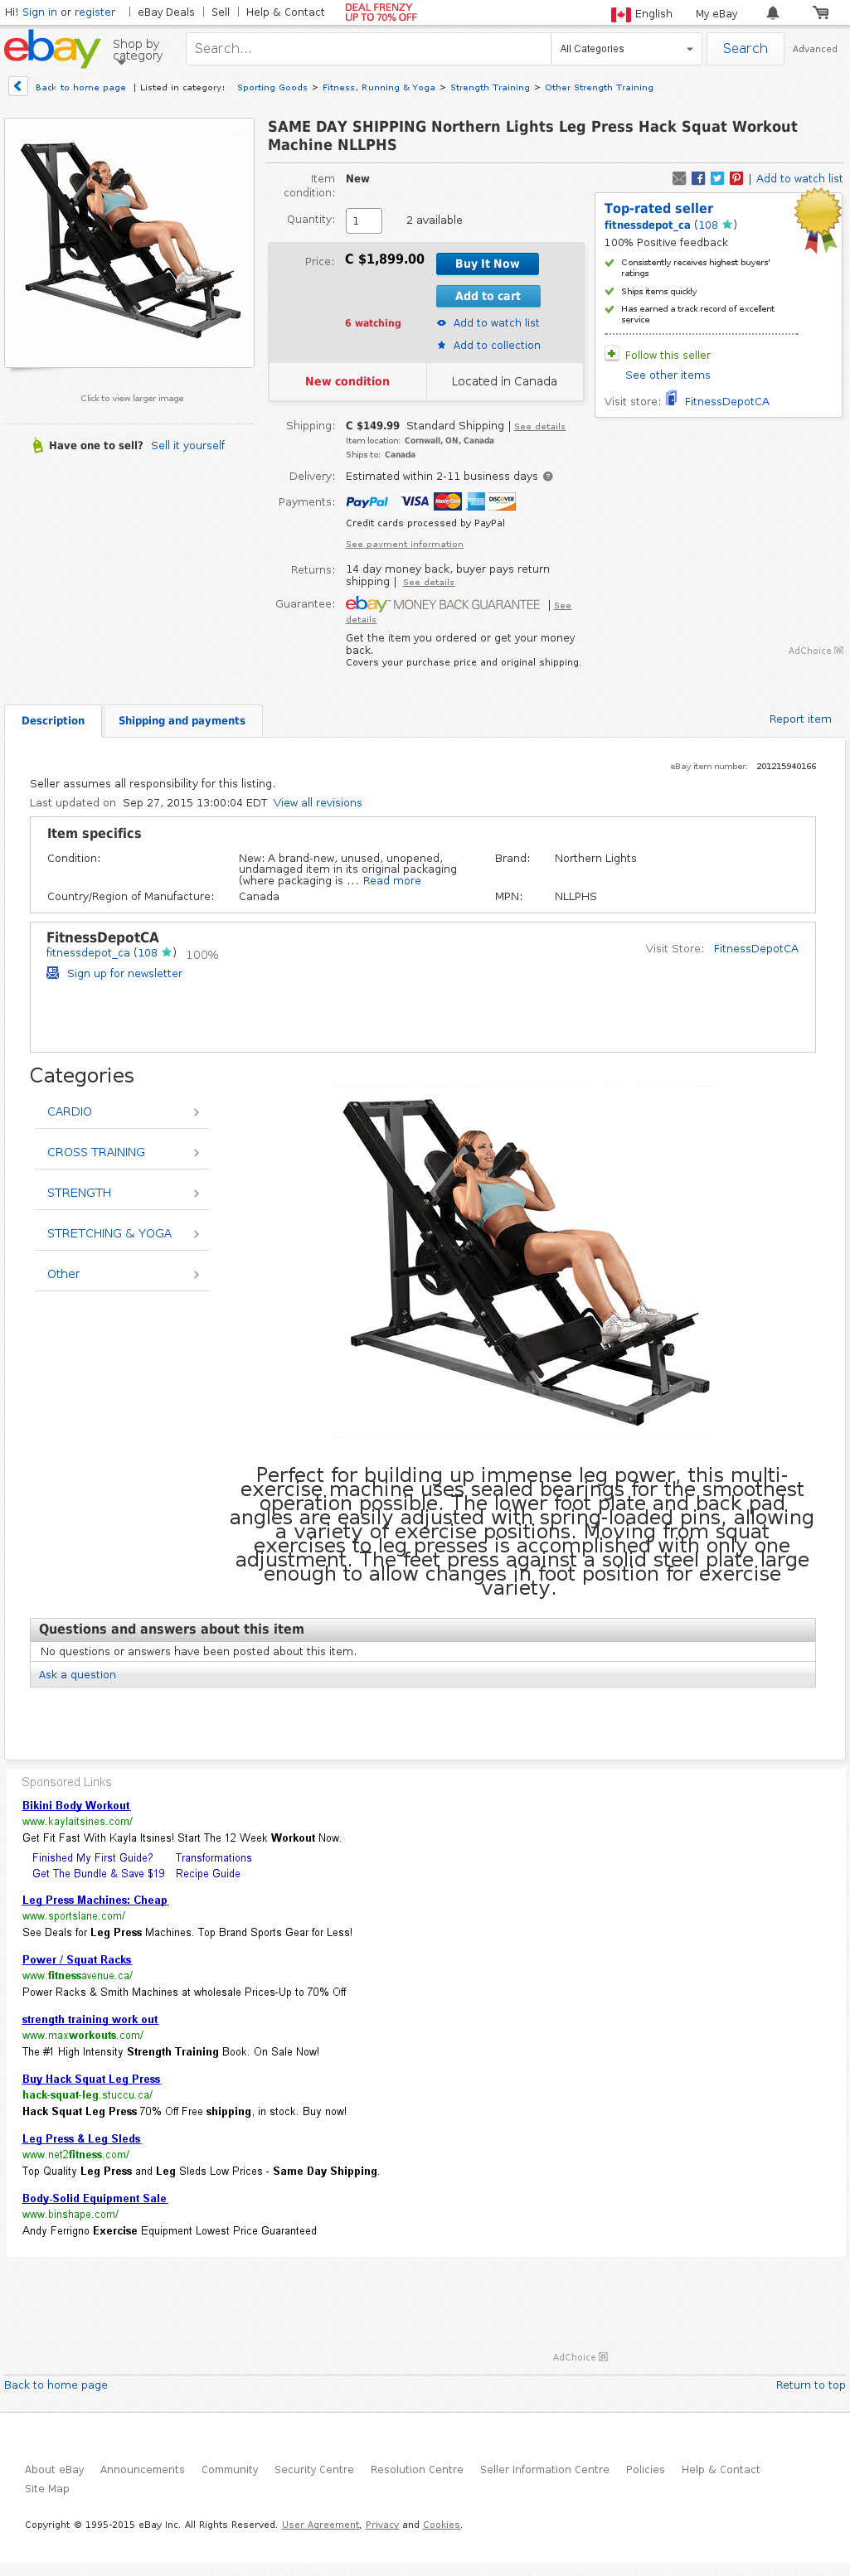 Hi! Sign in or register | eBay Deals | Sell | Help & Contact
DEAL FRENZY
UP TO 70% OFF
English My eBay
ebay
Shop by
category
Search...
All Categories
Search
Advanced
Back to home page | Listed in category: Sporting Goods > Fitness, Running & Yoga > Strength Training > Other Strength Training
SAME DAY SHIPPING Northern Lights Leg Press Hack Squat Workout
Machine NLLPHS
Click to view larger image
Have one to sell? Sell it yourself
Item
condition:
New
Quantity: 1 2 available
Price: C $1,899.00
Buy It Now
Add to cart
6 watching
Add to watch list
Add to collection
New condition
Located in Canada
Shipping: C $149.99 Standard Shipping | See details
Item location: Cornwall, ON, Canada
Ships to: Canada
Delivery: Estimated within 2-11 business days ?
Payments: PayPal VISA MasterCard DISCOVER
Credit cards processed by PayPal
See payment information
Returns: 14 day money back, buyer pays return
shipping | See details
Guarantee: ebay MONEY BACK GUARANTEE | See
details
Get the item you ordered or get your money
back.
Covers your purchase price and original shipping.
| Add to watch list
Top-rated seller
fitnessdepot_ca (108)
100% Positive feedback
Consistently receives highest buyers'
ratings
Ships items quickly
Has earned a track record of excellent
service
Follow this seller
See other items
Visit store: FitnessDepotCA
AdChoice
Description
Shipping and payments
Report item
eBay item number: 201215940166
Seller assumes all responsibility for this listing.
Last updated on Sep 27, 2015 13:00:04 EDT View all revisions
Item specifics
Condition: New: A brand-new, unused, unopened,
undamaged item in its original packaging
(where packaging is ... Read more
Brand: Northern Lights
Country/Region of Manufacture: Canada
MPN: NLLPHS
FitnessDepotCA
fitnessdepot_ca (108) 100%
Sign up for newsletter
Visit Store: FitnessDepotCA
Categories
CARDIO
CROSS TRAINING
STRENGTH
STRETCHING & YOGA
Other
Perfect for building up immense leg power, this multi-
exercise machine uses sealed bearings for the smoothest
operation possible. The lower foot plate and back pad
angles are easily adjusted with spring-loaded pins, allowing
a variety of exercise positions. Moving from squat
exercises to leg presses is accomplished with only one
adjustment. The feet press against a solid steel plate large
enough to allow changes in foot position for exercise
variety.
Questions and answers about this item
No questions or answers have been posted about this item.
Ask a question
Sponsored Links
Bikini Body Workout
www.kaylaitsines.com/
Get Fit Fast With Kayla Itsines! Start The 12 Week Workout Now.
Finished My First Guide? Transformations
Get The Bundle & Save $19 Recipe Guide
Leg Press Machines: Cheap
www.sportslane.com/
See Deals for Leg Press Machines. Top Brand Sports Gear for Less!
Power / Squat Racks
www.fitnessavenue.ca/
Power Racks & Smith Machines at wholesale Prices-Up to 70% Off
strength training work out
www.maxworkouts.com/
The #1 High Intensity Strength Training Book. On Sale Now!
Buy Hack Squat Leg Press
hack-squat-leg.stuccu.ca/
Hack Squat Leg Press 70% Off Free shipping, in stock. Buy now!
Leg Press & Leg Sleds
www.net2fitness.com/
Top Quality Leg Press and Leg Sleds Low Prices - Same Day Shipping.
Body-Solid Equipment Sale
www.binshape.com/
Andy Ferrigno Exercise Equipment Lowest Price Guaranteed
AdChoice
Back to home page
Return to top
About eBay Announcements Community Security Centre Resolution Centre Seller Information Centre Policies Help & Contact
Site Map
Copyright © 1995-2015 eBay Inc. All Rights Reserved. User Agreement, Privacy and Cookies.